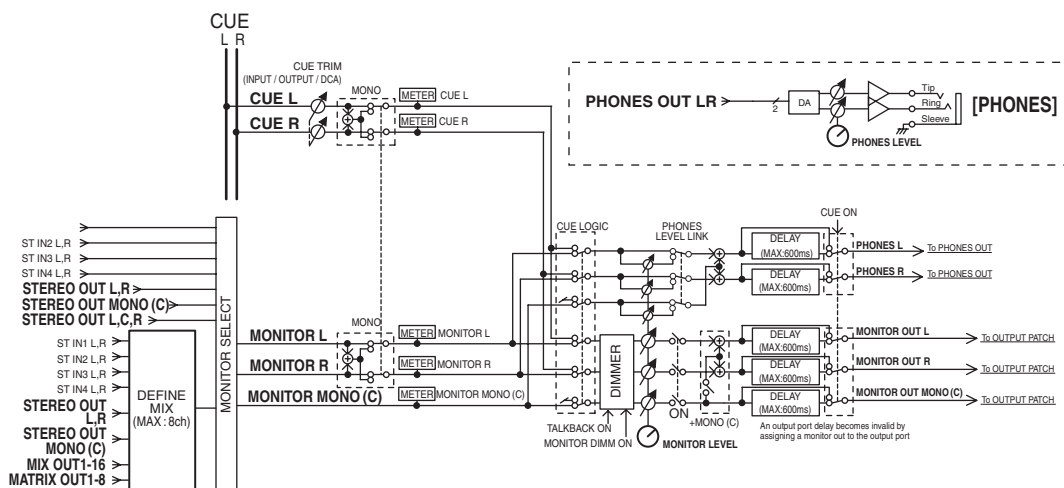 CUE
L R
CUE TRIM
(INPUT / OUTPUT / DCA)
MONO
CUE L
METER CUE L
CUE R
METER CUE R
PHONES OUT LR
2
DA
Tip
Ring
Sleeve
[PHONES]
PHONES LEVEL
ST IN2 L,R
ST IN3 L,R
ST IN4 L,R
STEREO OUT L,R
STEREO OUT MONO (C)
STEREO OUT L,C,R
ST IN1 L,R
ST IN2 L,R
ST IN3 L,R
ST IN4 L,R
STEREO OUT
L,R
STEREO OUT
MONO (C)
MIX OUT1-16
MATRIX OUT1-8
DEFINE
MIX
(MAX : 8ch)
MONITOR SELECT
MONO
MONITOR L
METER MONITOR L
MONITOR R
METER MONITOR R
MONITOR MONO (C)
METER MONITOR MONO (C)
CUE LOGIC
PHONES
LEVEL LINK
CUE ON
DELAY
(MAX:600ms)
PHONES L
To PHONES OUT
DELAY
(MAX:600ms)
PHONES R
To PHONES OUT
DIMMER
TALKBACK ON
MONITOR DIMM ON
MONITOR LEVEL
ON
+MONO (C)
DELAY
(MAX:600ms)
MONITOR OUT L
To OUTPUT PATCH
DELAY
(MAX:600ms)
MONITOR OUT R
To OUTPUT PATCH
DELAY
(MAX:600ms)
MONITOR OUT MONO (C)
To OUTPUT PATCH
An output port delay becomes invalid by
assigning a monitor out to the output port